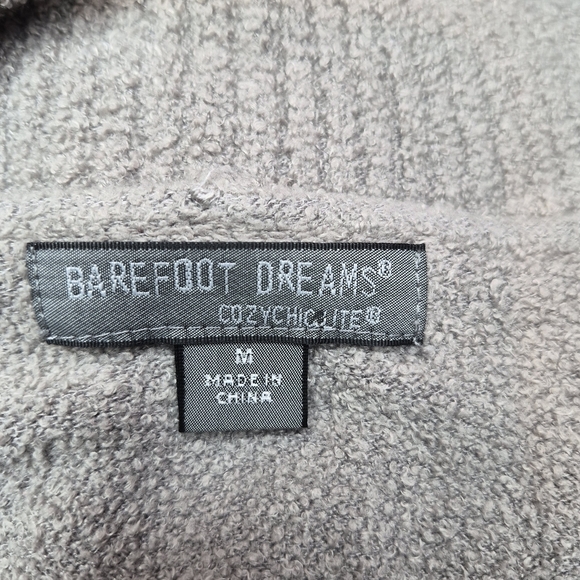 BAREFOOT DREAMS®
COZYCHIC LITE®
M
MADE IN
CHINA